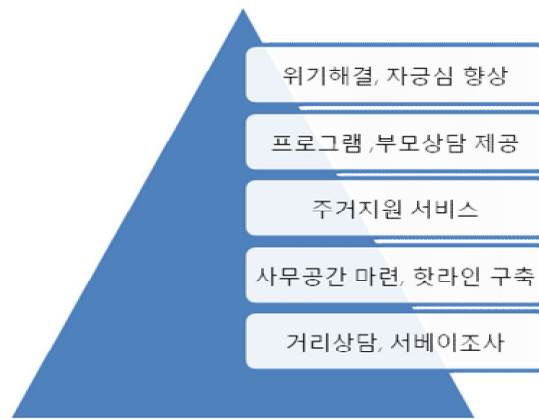 위기해결, 자긍심 향상
프로그램 ,부모상담 제공
주거지원 서비스
사무공간 마련, 핫라인 구축
거리상담, 서베이조사